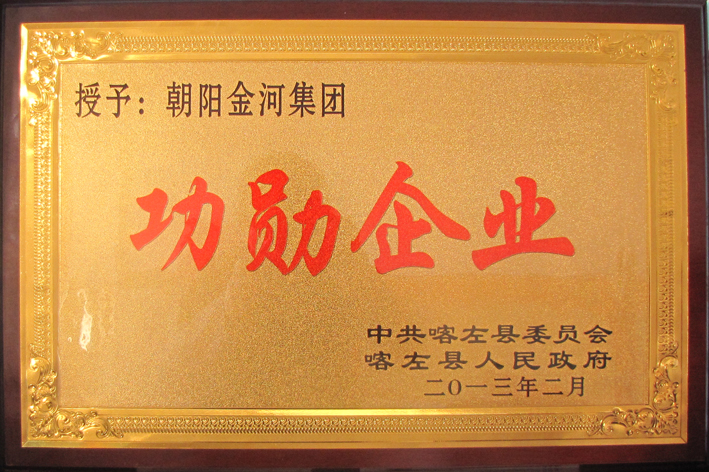 授予：朝阳金河集团
功勋企业
中共喀左县委员会
喀左县人民政府
二〇一三年二月